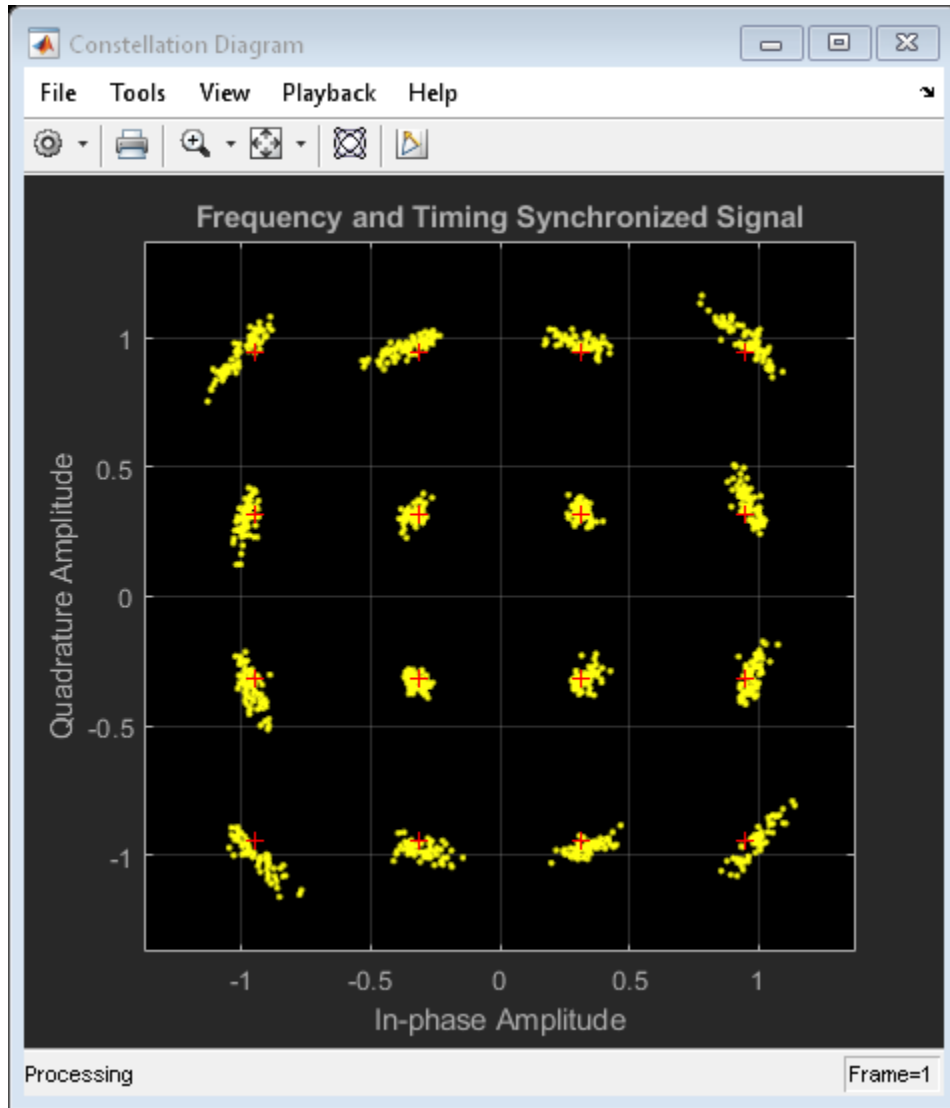 Constellation Diagram
File Tools View Playback Help
Frequency and Timing Synchronized Signal
1
0.5
0
-0.5
-1
Quadrature Amplitude
-1 -0.5 0 0.5 1
In-phase Amplitude
Processing Frame=1